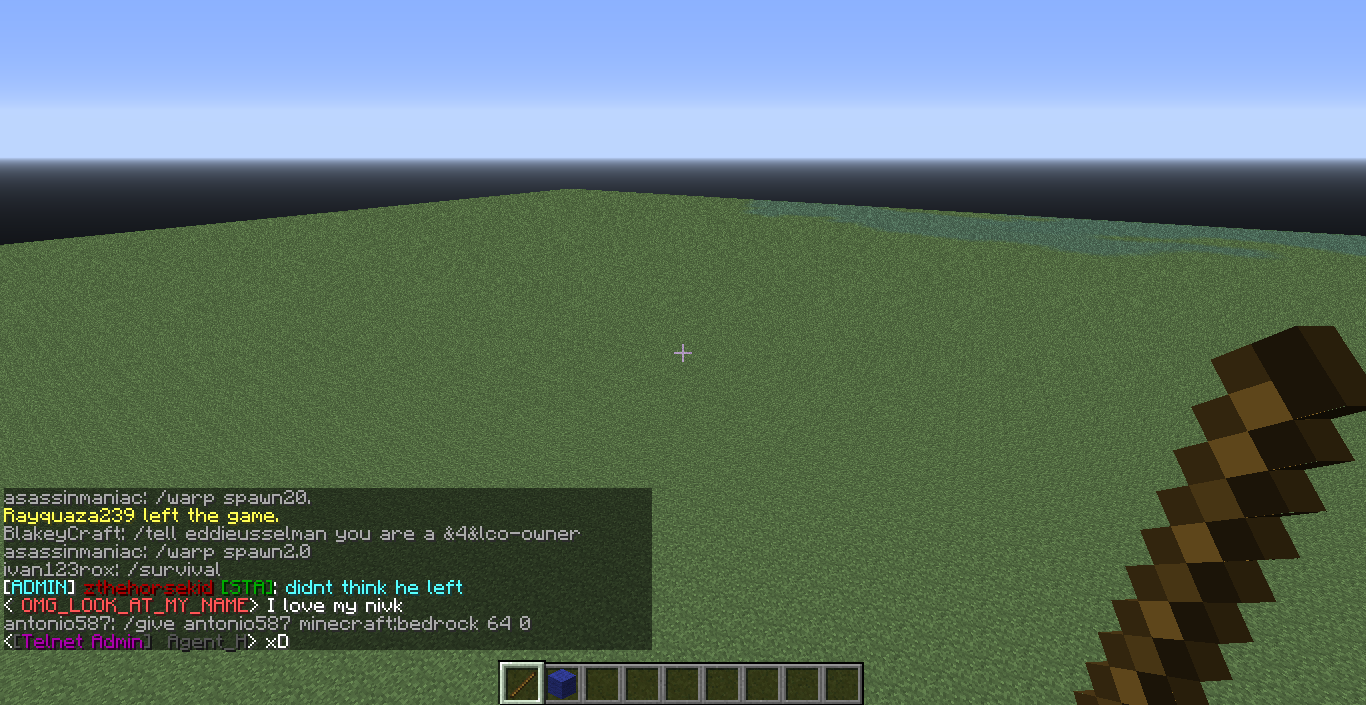 asassinmaniac: /warp spawn20.
Rayquaza239 left the game.
BlakeyCraft: /tell eddieusselman you are a &4&lco-owner
asassinmaniac: /warp spawn2.0
ivan123rox: /survival
[ADMIN] zthehorsekid [STA]: didnt think he left
< OMG_LOOK_AT_MY_NAME> I love my nivk
antonio587: /give antonio587 minecraft:bedrock 64 0
<[Telnet Admin] Agent_H> xD